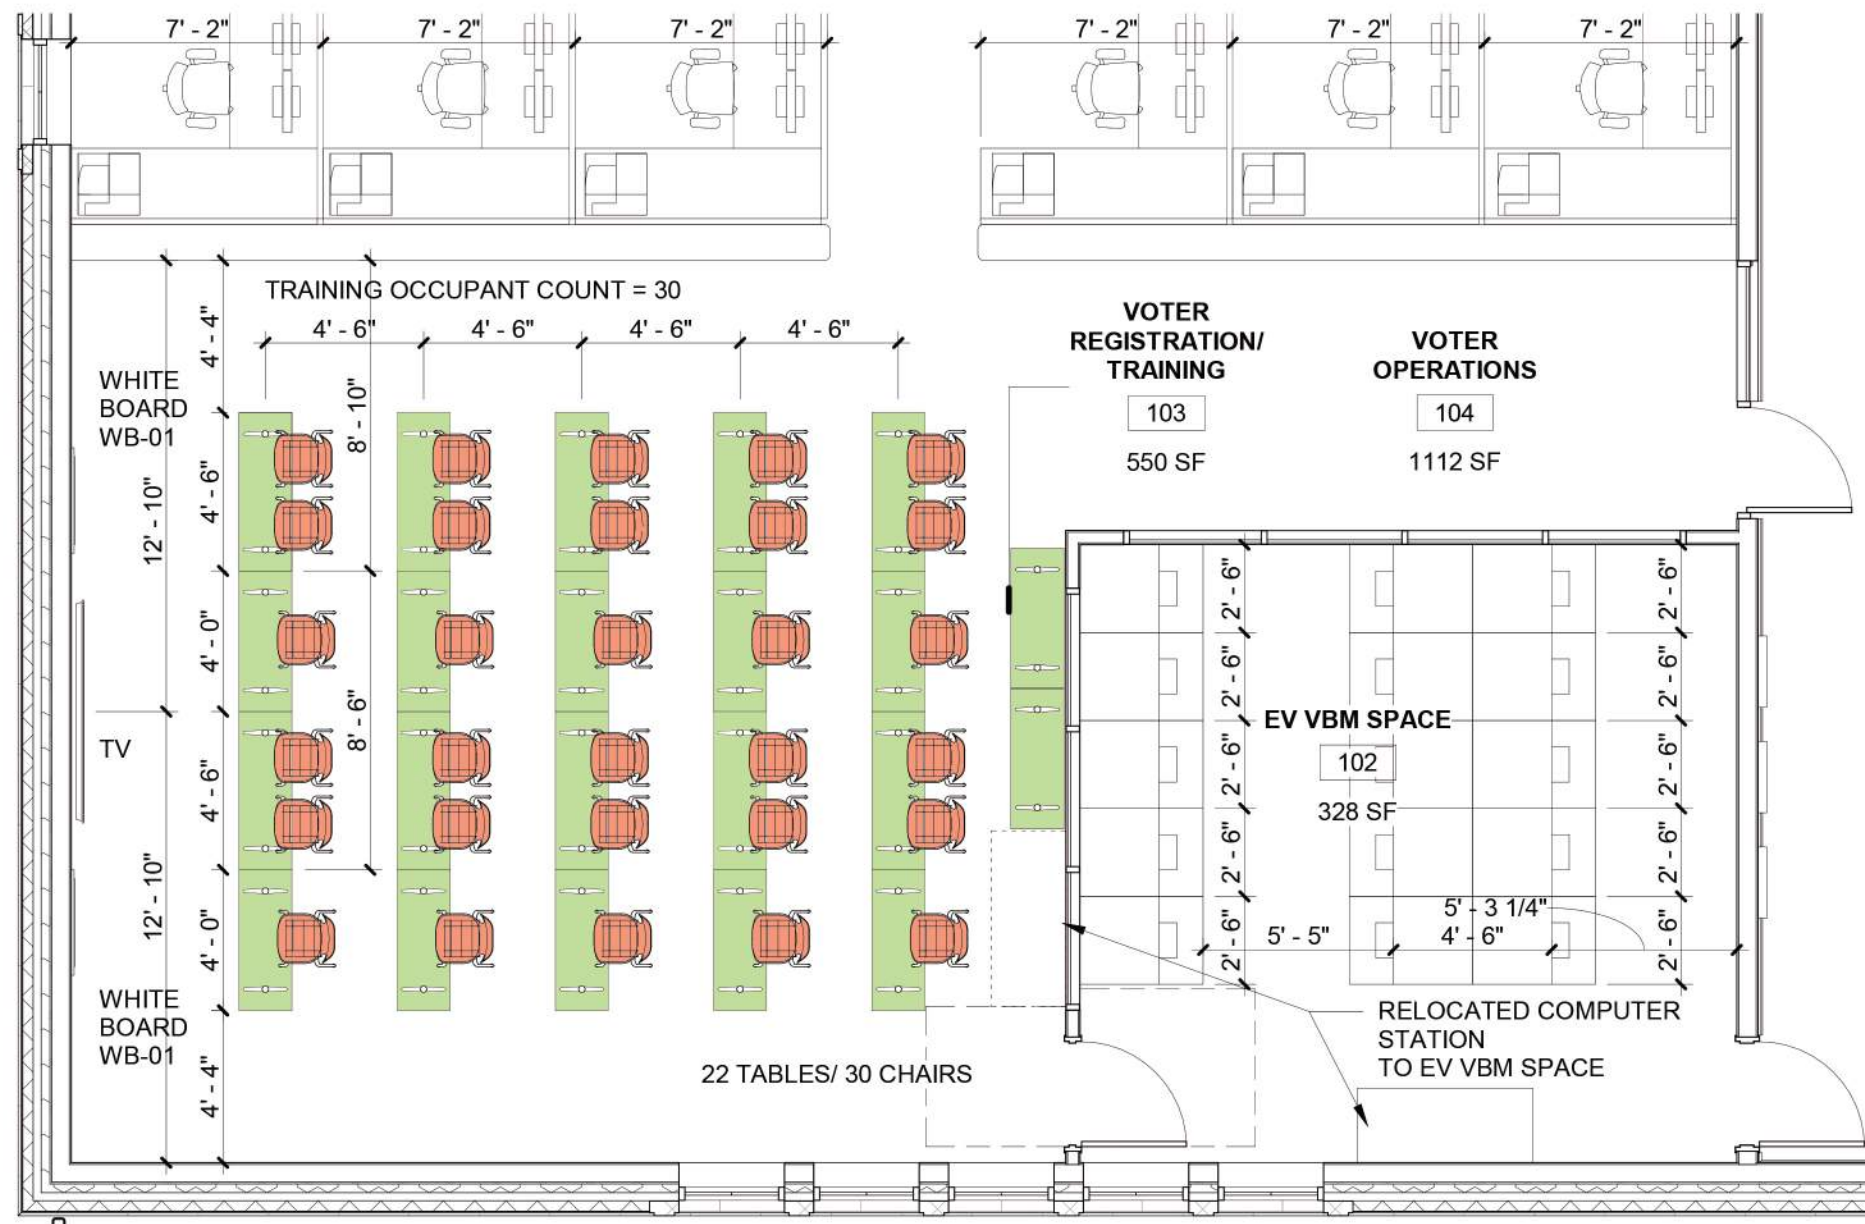 7' - 2"
7' - 2"
7' - 2"
7' - 2"
7' - 2"
7' - 2"
TRAINING OCCUPANT COUNT = 30
4' - 6"
4' - 6"
4' - 6"
4' - 6"
4' - 4"
8' - 10"
WHITE
BOARD
WB-01
12' - 10"
4' - 6"
4' - 0"
8' - 6"
TV
4' - 6"
12' - 10"
4' - 0"
WHITE
BOARD
WB-01
4' - 4"
22 TABLES/ 30 CHAIRS
VOTER
REGISTRATION/
TRAINING
103
550 SF
VOTER
OPERATIONS
104
1112 SF
2' - 6"
2' - 6"
2' - 6"
2' - 6"
2' - 6"
EV VBM SPACE
102
328 SF
2' - 6"
2' - 6"
2' - 6"
2' - 6"
2' - 6"
5' - 3 1/4"
5' - 5"
4' - 6"
RELOCATED COMPUTER
STATION
TO EV VBM SPACE